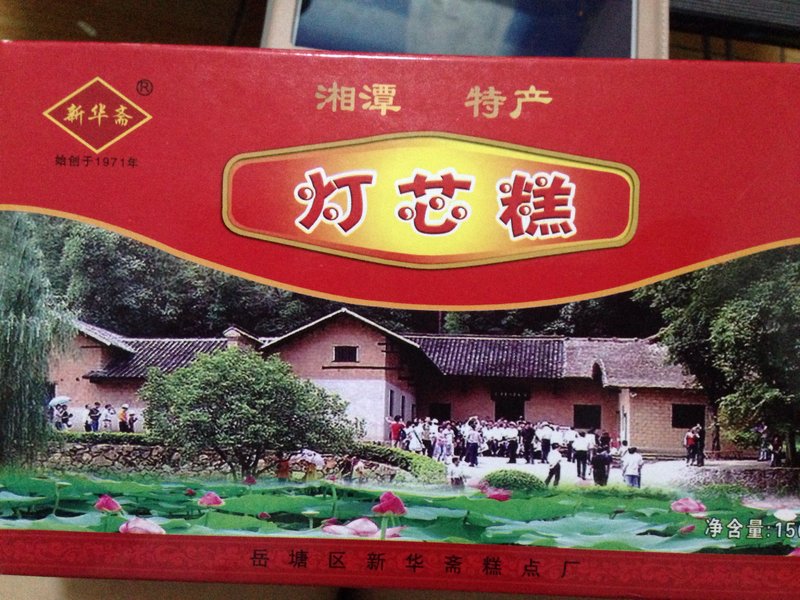 新华斋®
始创于1971年
湘潭 特产
灯芯糕
净含量:15
岳塘区新华斋糕点厂